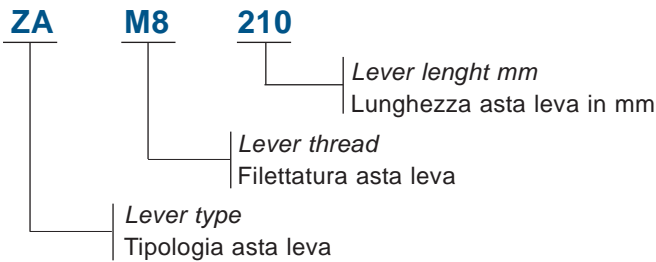 ZA M8 210
Lever lenght mm
Lunghezza asta leva in mm
Lever thread
Filettatura asta leva
Lever type
Tipologia asta leva